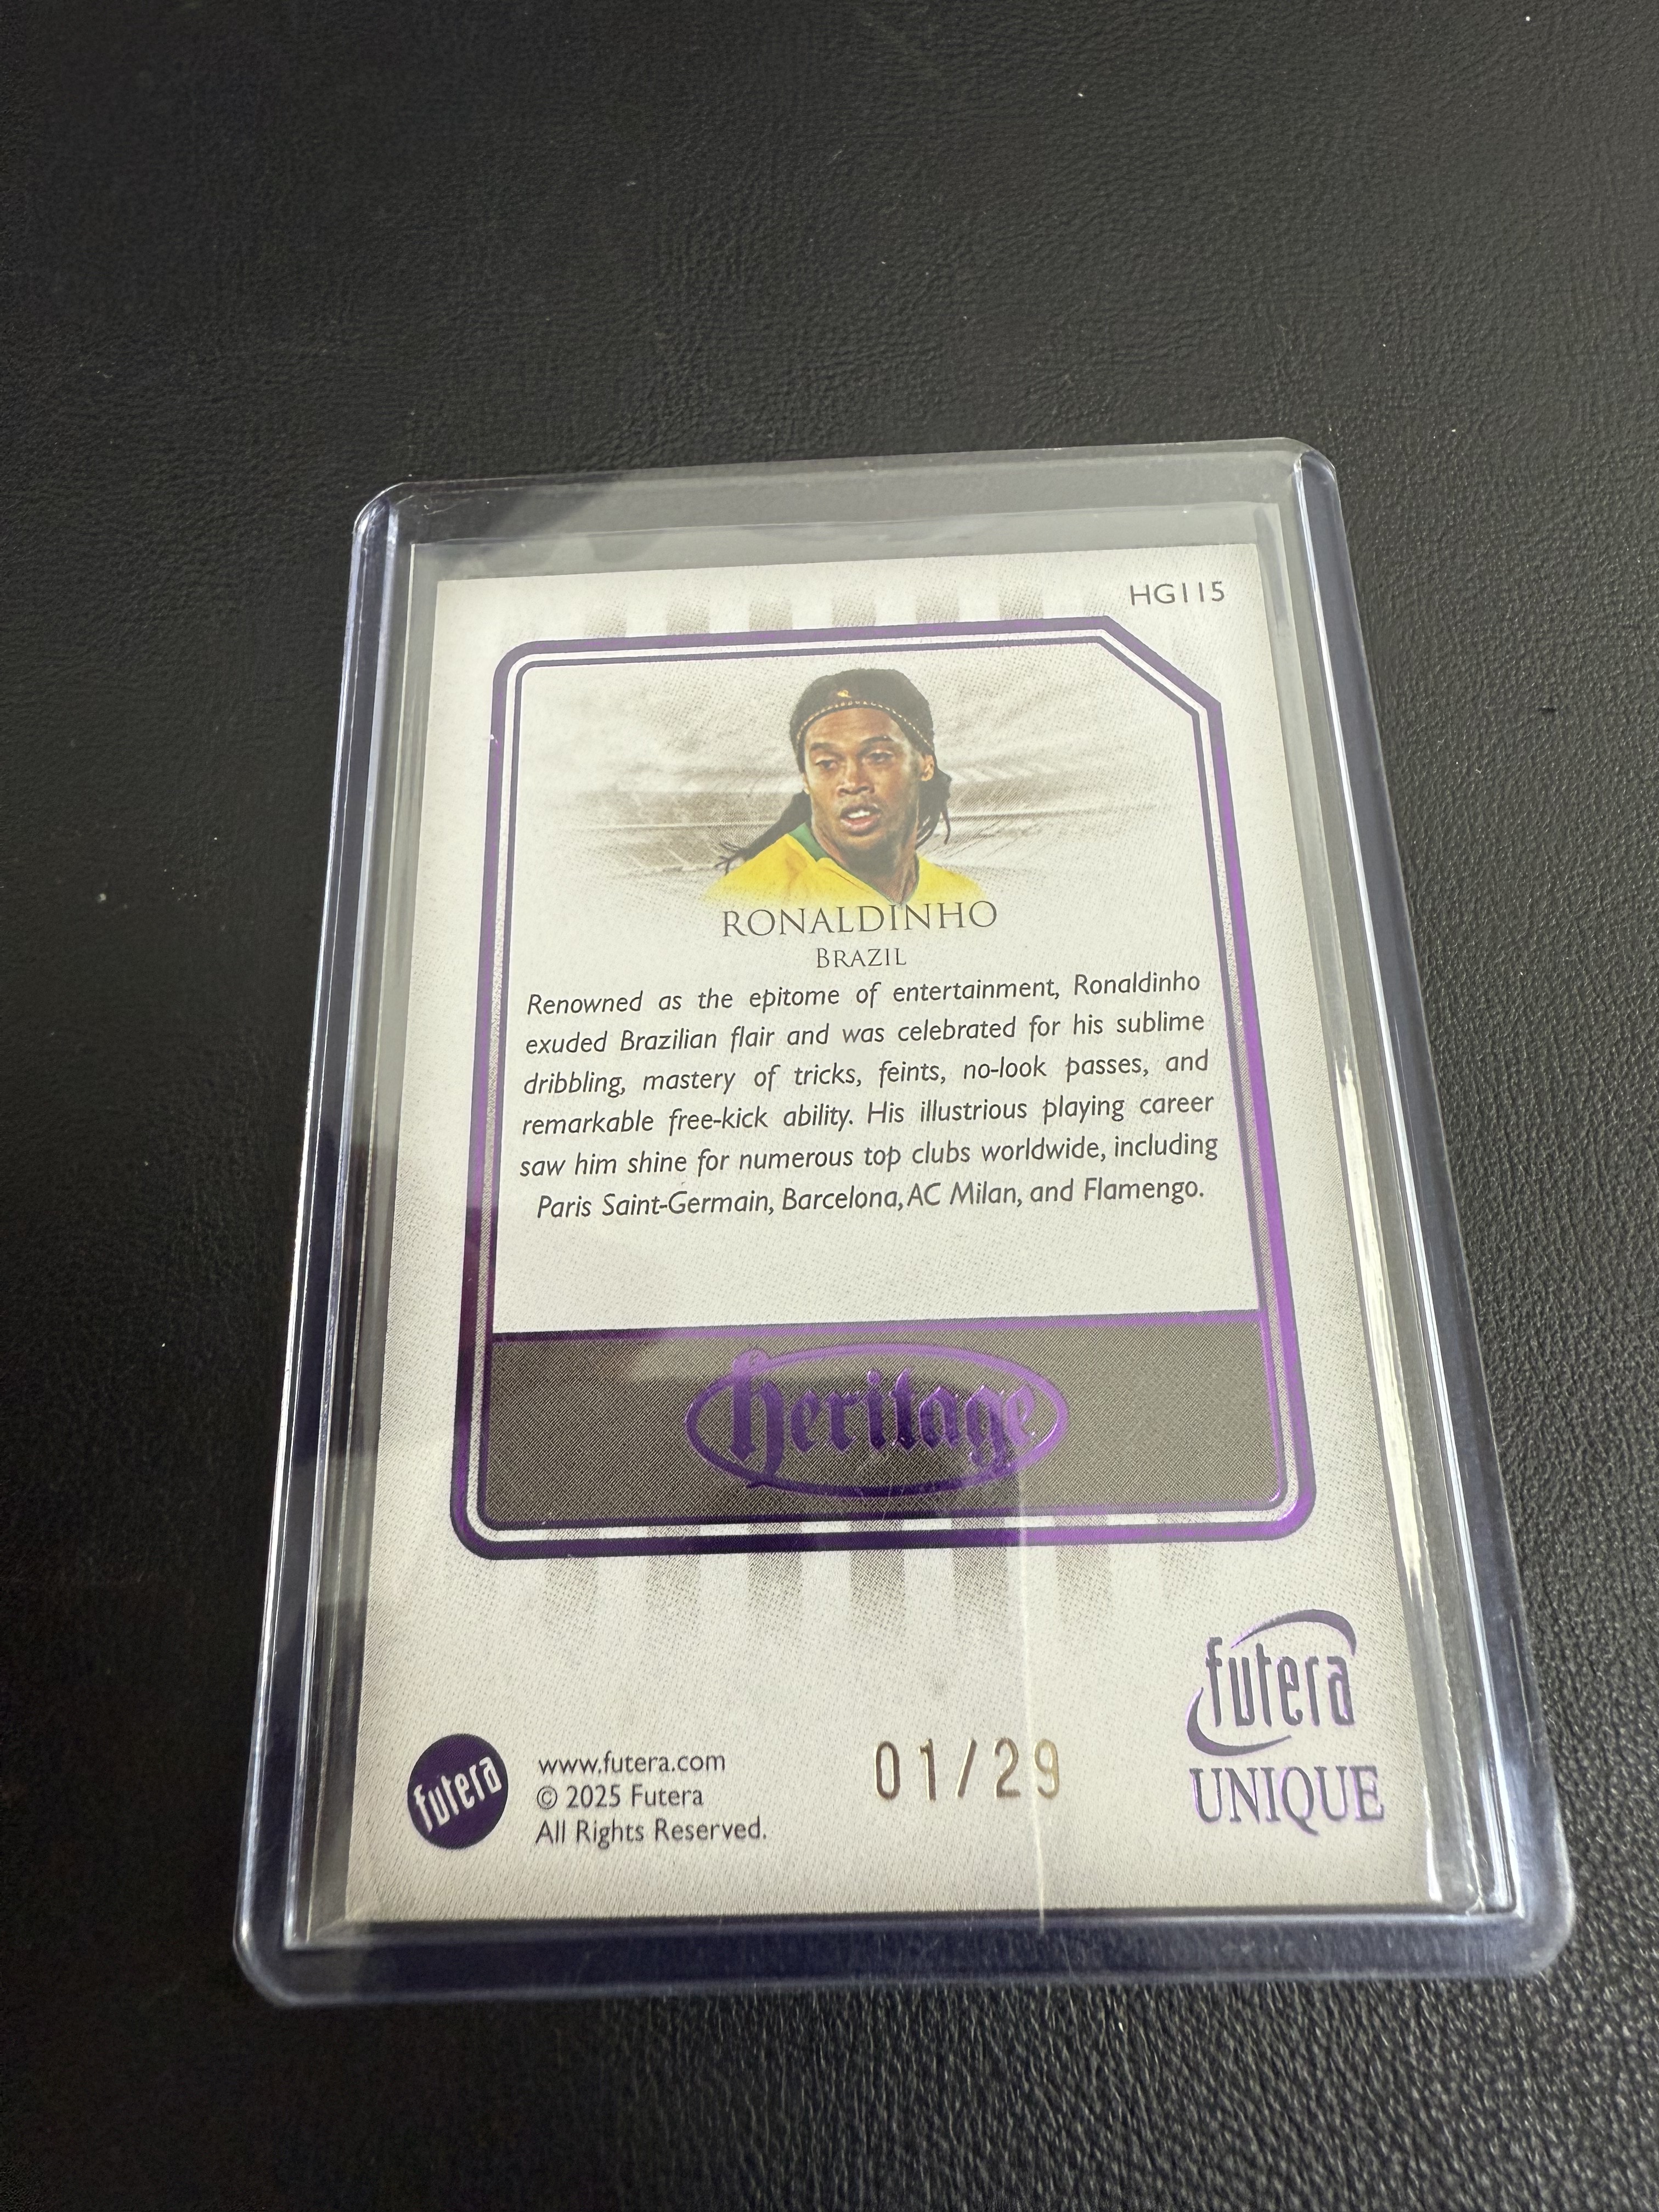 HG115
RONALDINHO
BRAZIL
Renowned as the epitome of entertainment, Ronaldinho
exuded Brazilian flair and was celebrated for his sublime
dribbling, mastery of tricks, feints, no-look passes, and
remarkable free-kick ability. His illustrious playing career
saw him shine for numerous top clubs worldwide, including
Paris Saint-Germain, Barcelona, AC Milan, and Flamengo.
heritage
futera
UNIQUE
futera
www.futera.com
© 2025 Futera
All Rights Reserved.
01/29